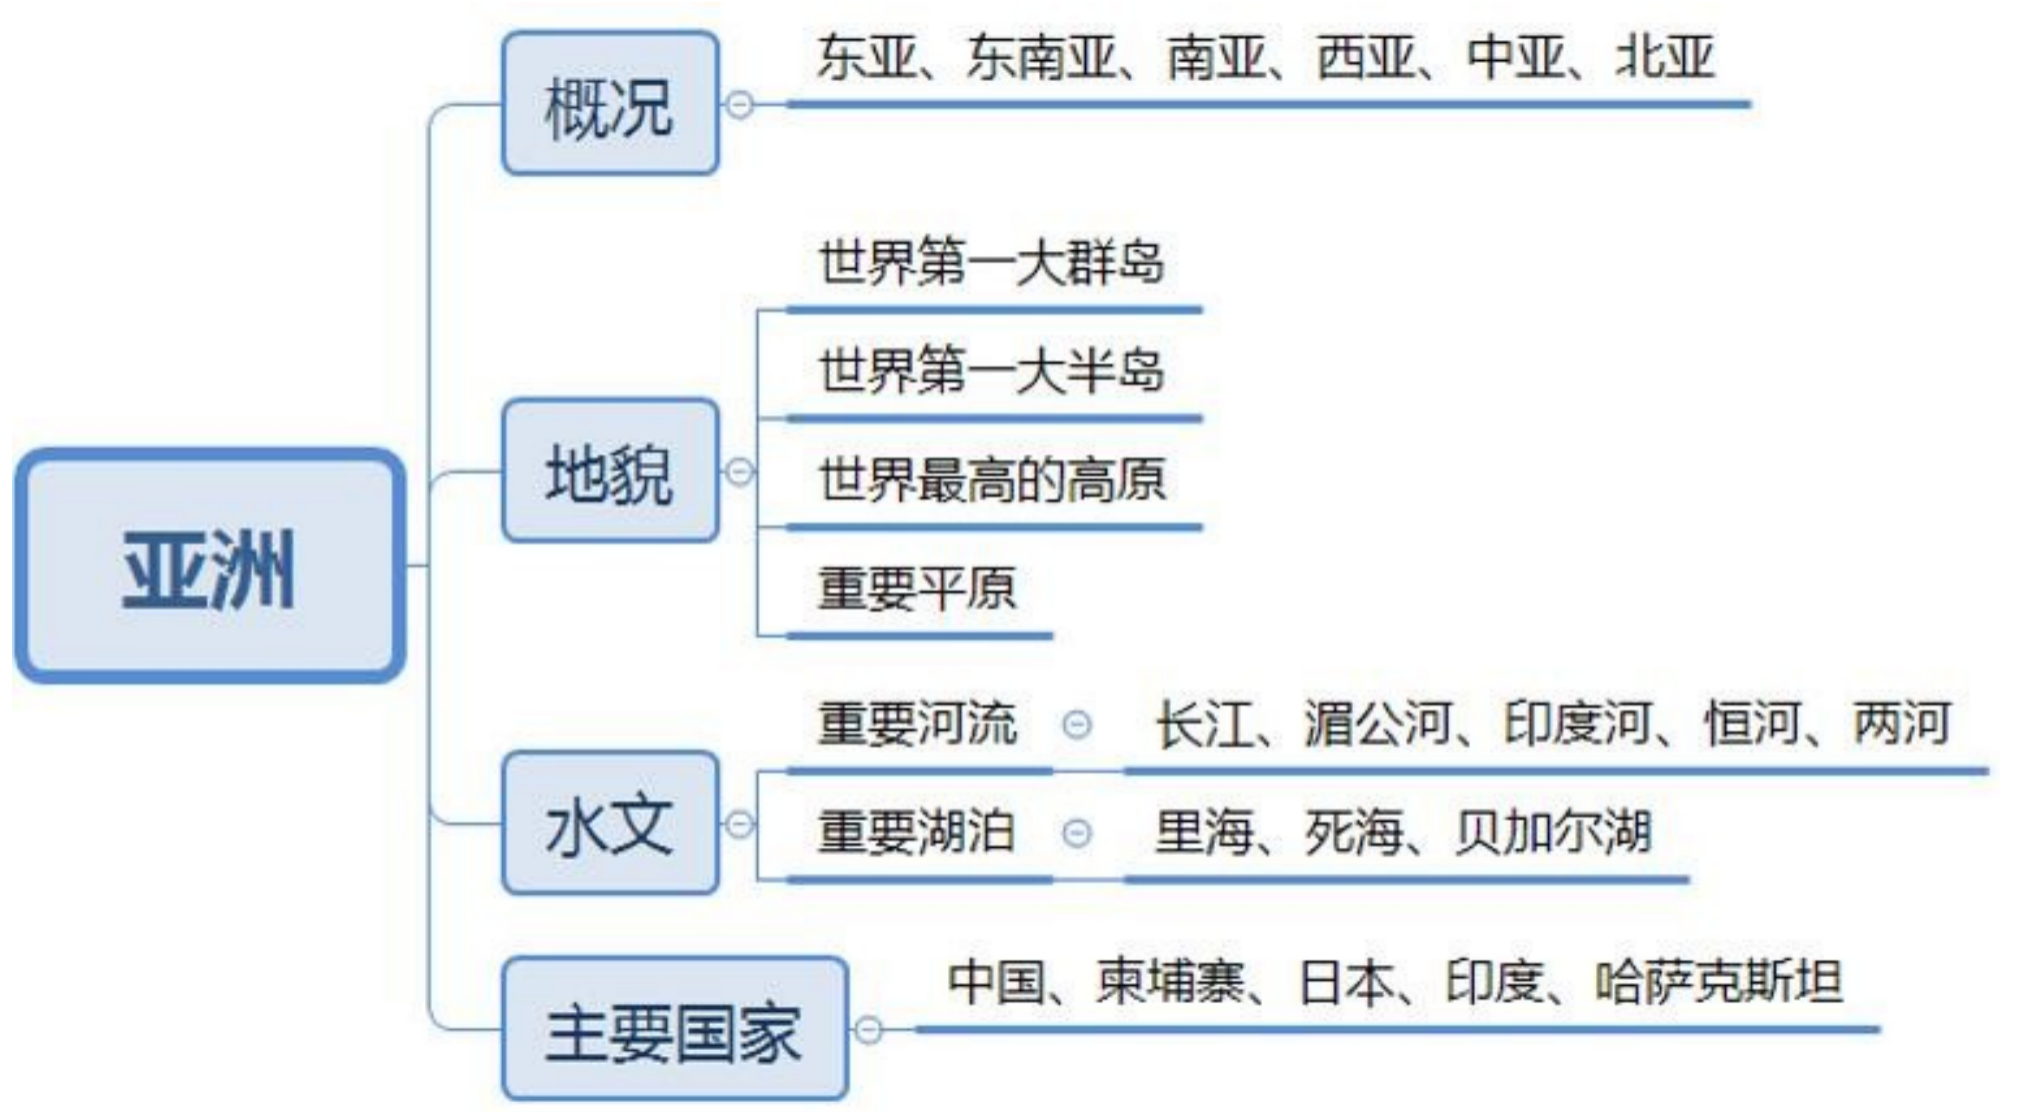 亚洲
概况
东亚、东南亚、南亚、西亚、中亚、北亚
地貌
世界第一大群岛
世界第一大半岛
世界最高的高原
重要平原
水文
重要河流
长江、湄公河、印度河、恒河、两河
重要湖泊
里海、死海、贝加尔湖
主要国家
中国、柬埔寨、日本、印度、哈萨克斯坦